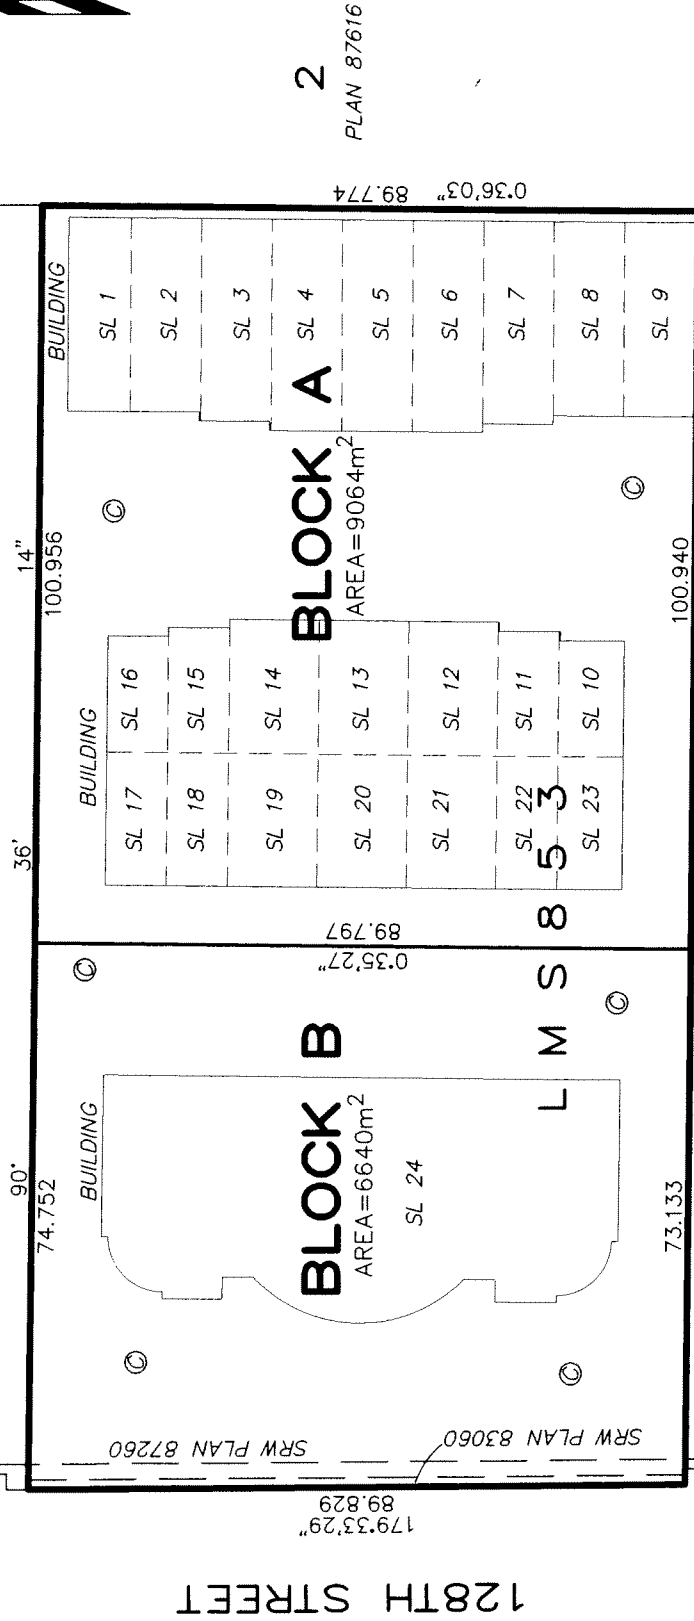 2
PLAN 87616
0°36'03" 89.774
BUILDING
SL 1
SL 2
SL 3
SL 4
SL 5
SL 6
SL 7
SL 8
SL 9
BLOCK A
AREA=9064m²
©
©
90° 36' 14"
100.956
100.940
BUILDING
SL 16
SL 15
SL 14
SL 13
SL 12
SL 11
SL 10
SL 17
SL 18
SL 19
SL 20
SL 21
SL 22
SL 23
89.797
0°35'27"
LMS 853
©
©
BLOCK B
AREA=6640m²
SL 24
BUILDING
74.752
73.133
©
©
SRW PLAN 87260
SRW PLAN 83060
89.829
179°33'29"
128TH STREET